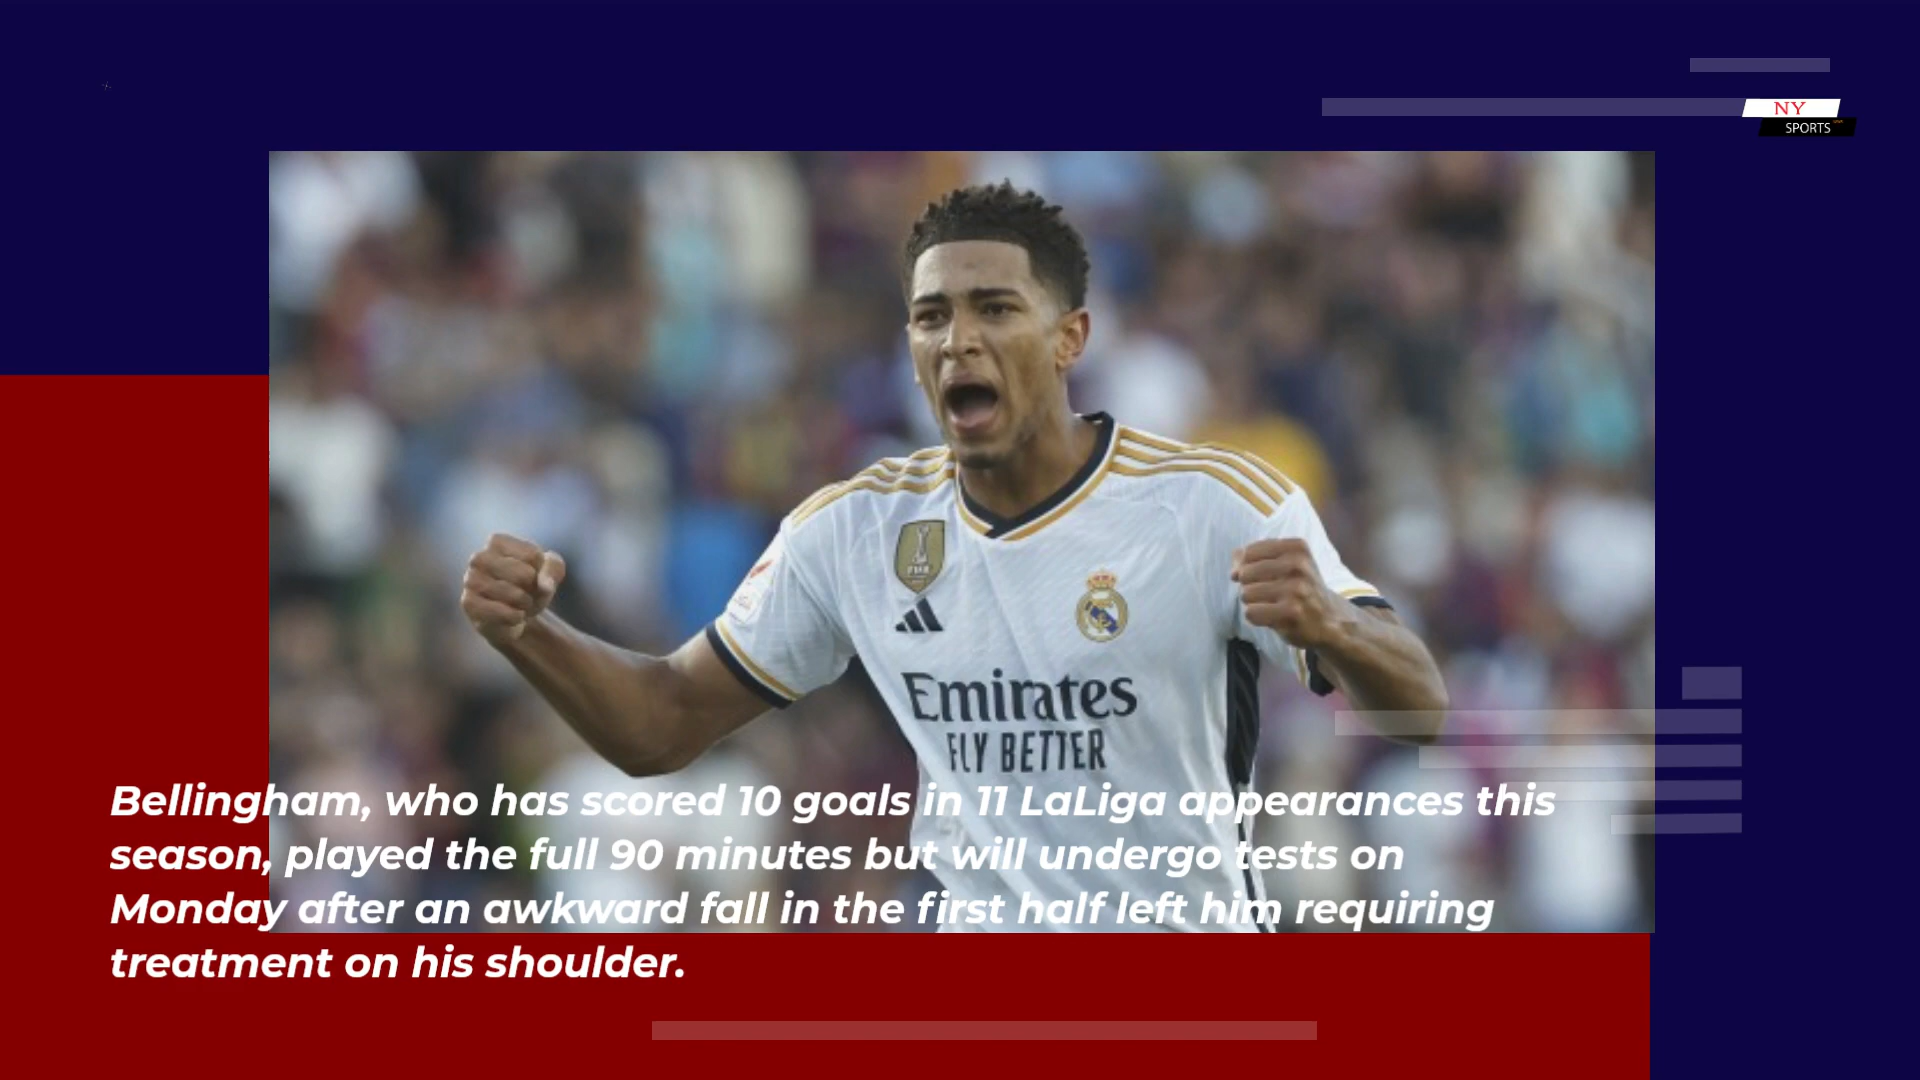 NY
SPORTS
Emirates
FLY BETTER
Bellingham, who has scored 10 goals in 11 LaLiga appearances this
season, played the full 90 minutes but will undergo tests on
Monday after an awkward fall in the first half left him requiring
treatment on his shoulder.